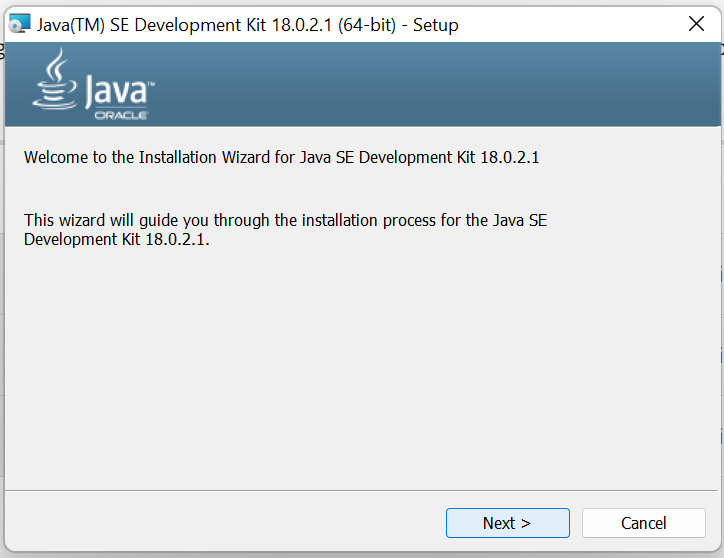 Java(TM) SE Development Kit 18.0.2.1 (64-bit) - Setup
Java™
ORACLE
Welcome to the Installation Wizard for Java SE Development Kit 18.0.2.1
This wizard will guide you through the installation process for the Java SE
Development Kit 18.0.2.1.
Next >
Cancel